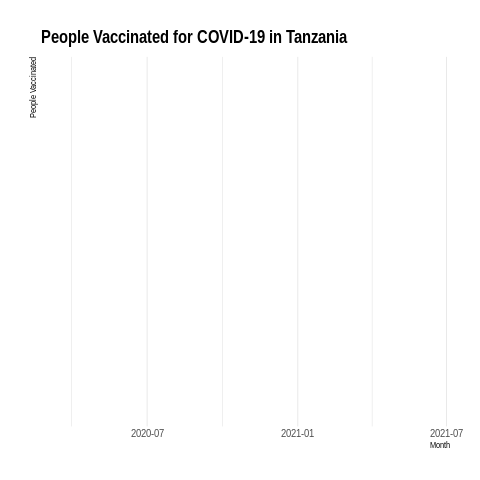 People Vaccinated for COVID-19 in Tanzania
People Vaccinated
2020-07 2021-01 2021-07
Month